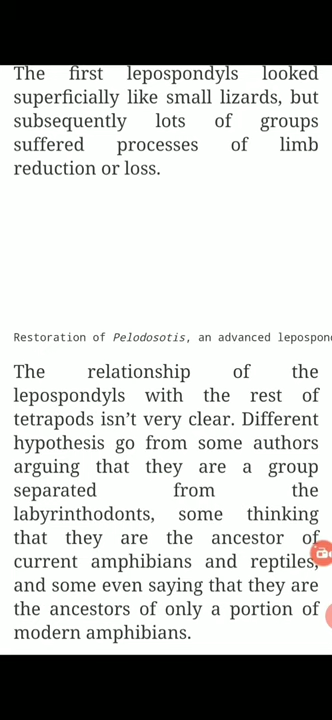 The first lepospondyls looked
superficially like small lizards, but
subsequently lots of groups
suffered processes of limb
reduction or loss.
Restoration of Pelodosotis, an advanced lepospon
The relationship of the
lepospondyls with the rest of
tetrapods isn’t very clear. Different
hypothesis go from some authors
arguing that they are a group
separated from the
labyrinthodonts, some thinking
that they are the ancestor of
current amphibians and reptiles,
and some even saying that they are
the ancestors of only a portion of
modern amphibians.